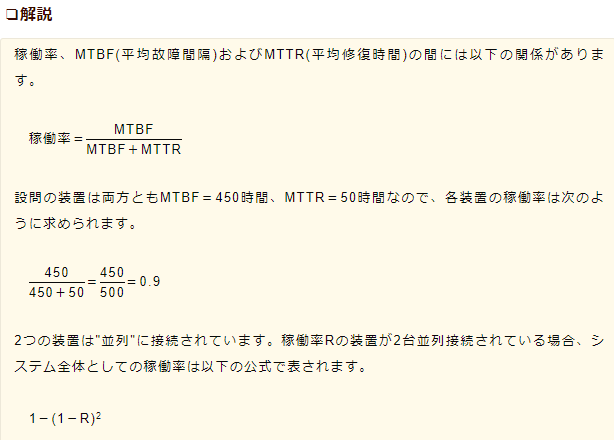 ❏解説
稼働率、MTBF(平均故障間隔)およびMTTR(平均修復時間)の間には以下の関係がありま
す。
稼働率=MTBF
MTBF+MTTR
設問の装置は両方ともMTBF=450時間、MTTR=50時間なので、各装置の稼働率は次のよ
うに求められます。
450/450+50=450/500=0.9
2つの装置は"並列"に接続されています。稼働率Rの装置が2台並列接続されている場合、シ
ステム全体としての稼働率は以下の公式で表されます。
1−(1−R)²